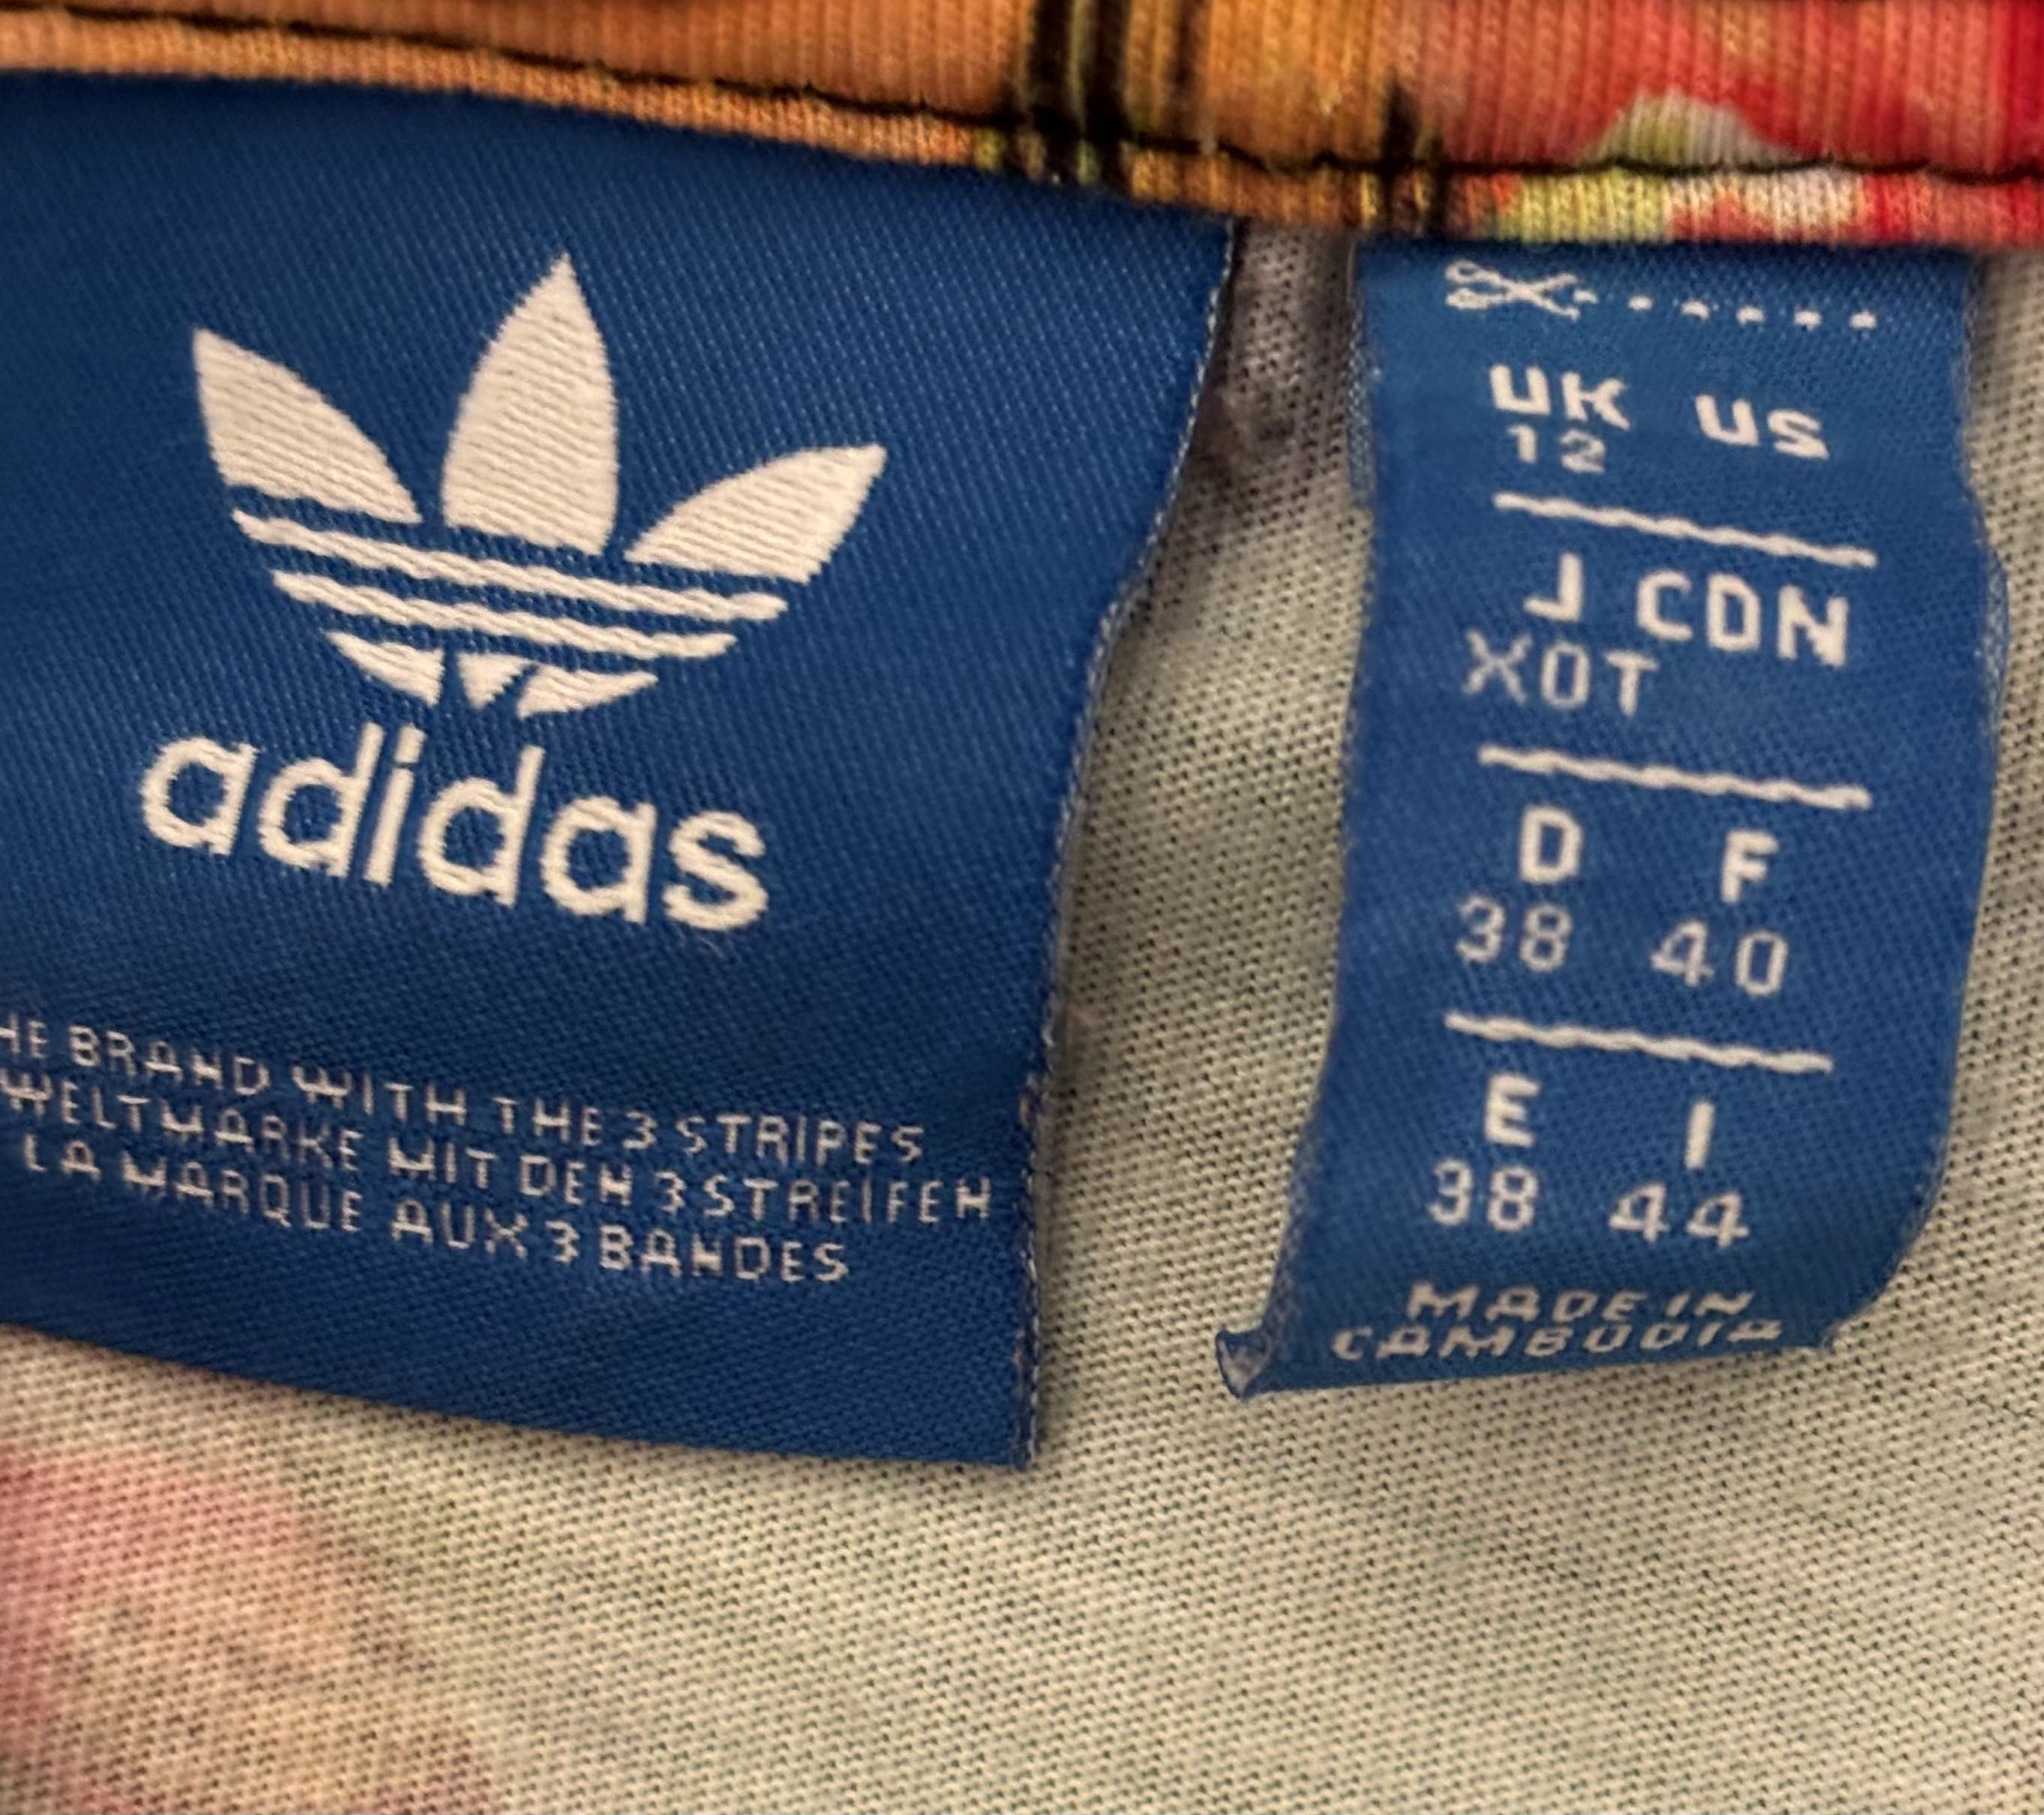 adidas
HE BRAND WITH THE 3 STRIPES
WELTMARKE MIT DEN 3 STREIFEN
LA MARQUE AUX 3 BANDES
UK US
12
J CDN
XOT
D F
38 40
E I
38 44
MADE IN
CAMBODIA